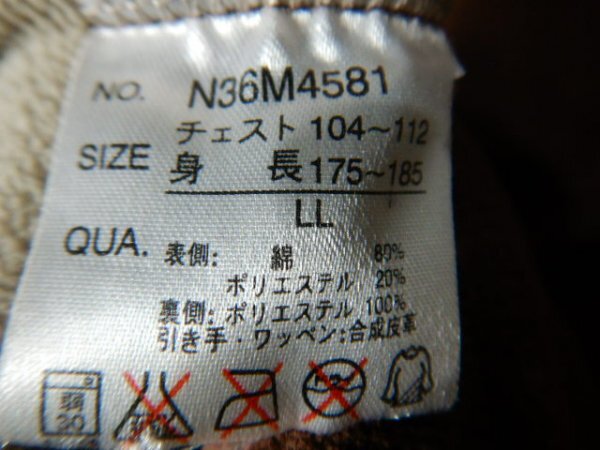 NO. N36M4581
チェスト 104～112
SIZE 身 長 175～185
LL
QUA. 表側: 綿 80%
ポリエステル 20%
裏側: ポリエステル 100%
引き手・ワッペン: 合成皮革
弱
30